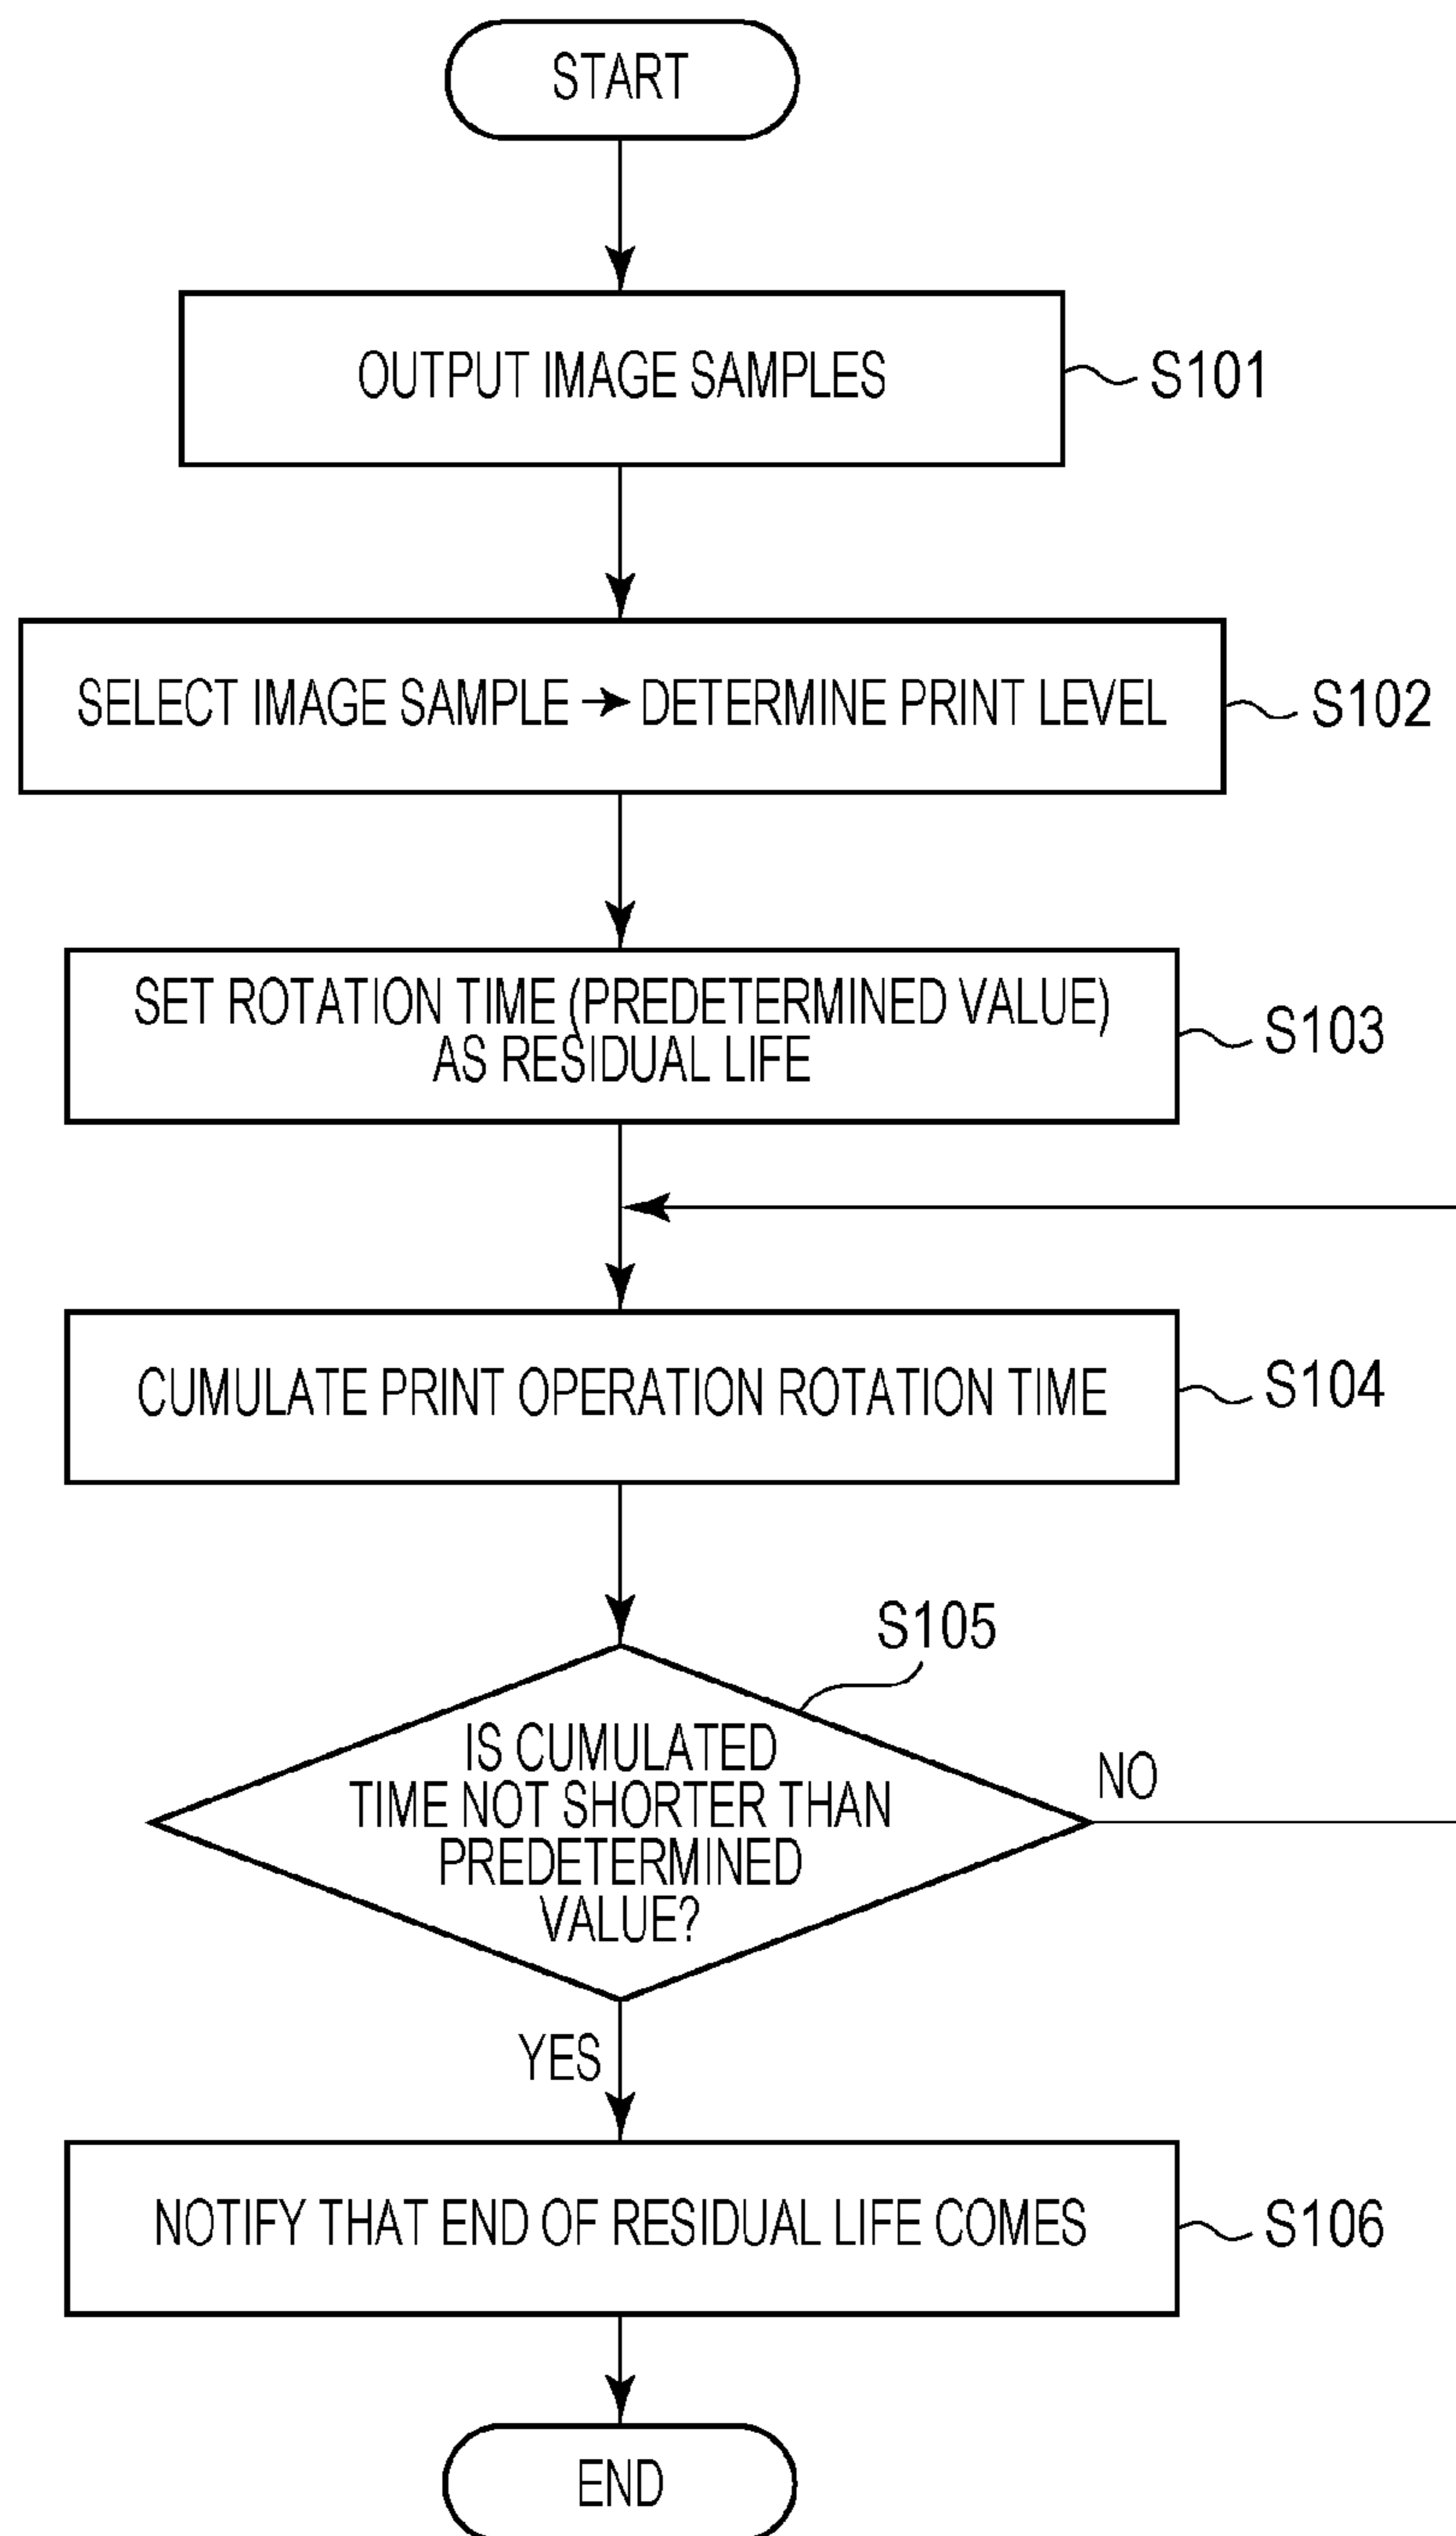 START
OUTPUT IMAGE SAMPLES
S101
SELECT IMAGE SAMPLE → DETERMINE PRINT LEVEL
S102
SET ROTATION TIME (PREDETERMINED VALUE)
AS RESIDUAL LIFE
S103
CUMULATE PRINT OPERATION ROTATION TIME
S104
S105
IS CUMULATED
TIME NOT SHORTER THAN
PREDETERMINED
VALUE?
NO
YES
NOTIFY THAT END OF RESIDUAL LIFE COMES
S106
END